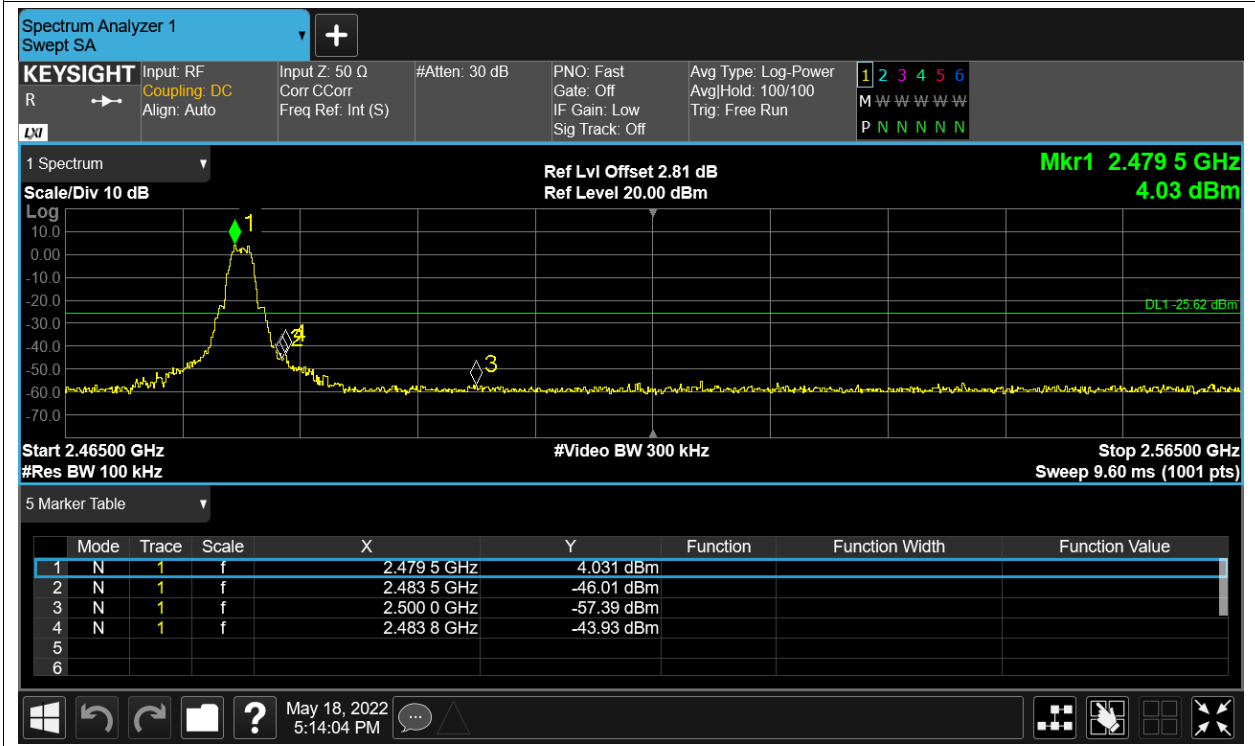 Spectrum Analyzer 1
Swept SA
KEYSIGHT
R
LXI
Input: RF
Coupling: DC
Align: Auto
Input Z: 50 Ω
Corr CCorr
Freq Ref: Int (S)
#Atten: 30 dB
PNO: Fast
Gate: Off
IF Gain: Low
Sig Track: Off
Avg Type: Log-Power
Avg|Hold: 100/100
Trig: Free Run
1 2 3 4 5 6
M W W W W W
P N N N N N
1 Spectrum
Scale/Div 10 dB
Ref Lvl Offset 2.81 dB
Ref Level 20.00 dBm
Mkr1 2.479 5 GHz
4.03 dBm
Log
10.0
0.00
-10.0
-20.0
-30.0
-40.0
-50.0
-60.0
-70.0
1
3
DL1 -25.62 dBm
Start 2.46500 GHz
#Video BW 300 kHz
Stop 2.56500 GHz
#Res BW 100 kHz
Sweep 9.60 ms (1001 pts)
5 Marker Table
Mode Trace Scale X Y Function Function Width Function Value
1 N 1 f 2.479 5 GHz 4.031 dBm
2 N 1 f 2.483 5 GHz -46.01 dBm
3 N 1 f 2.500 0 GHz -57.39 dBm
4 N 1 f 2.483 8 GHz -43.93 dBm
5
6
?
May 18, 2022
5:14:04 PM